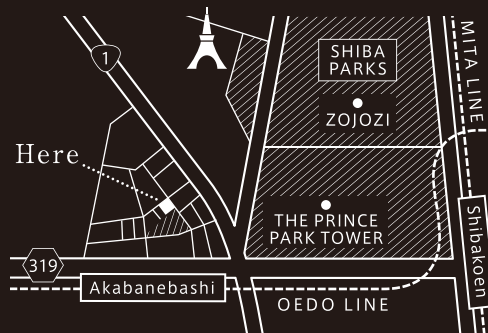 1
SHIBA
PARKS
ZOJOZI
MITA LINE
Here
THE PRINCE
PARK TOWER
Shibakoen
319
Akabanebashi
OEDO LINE